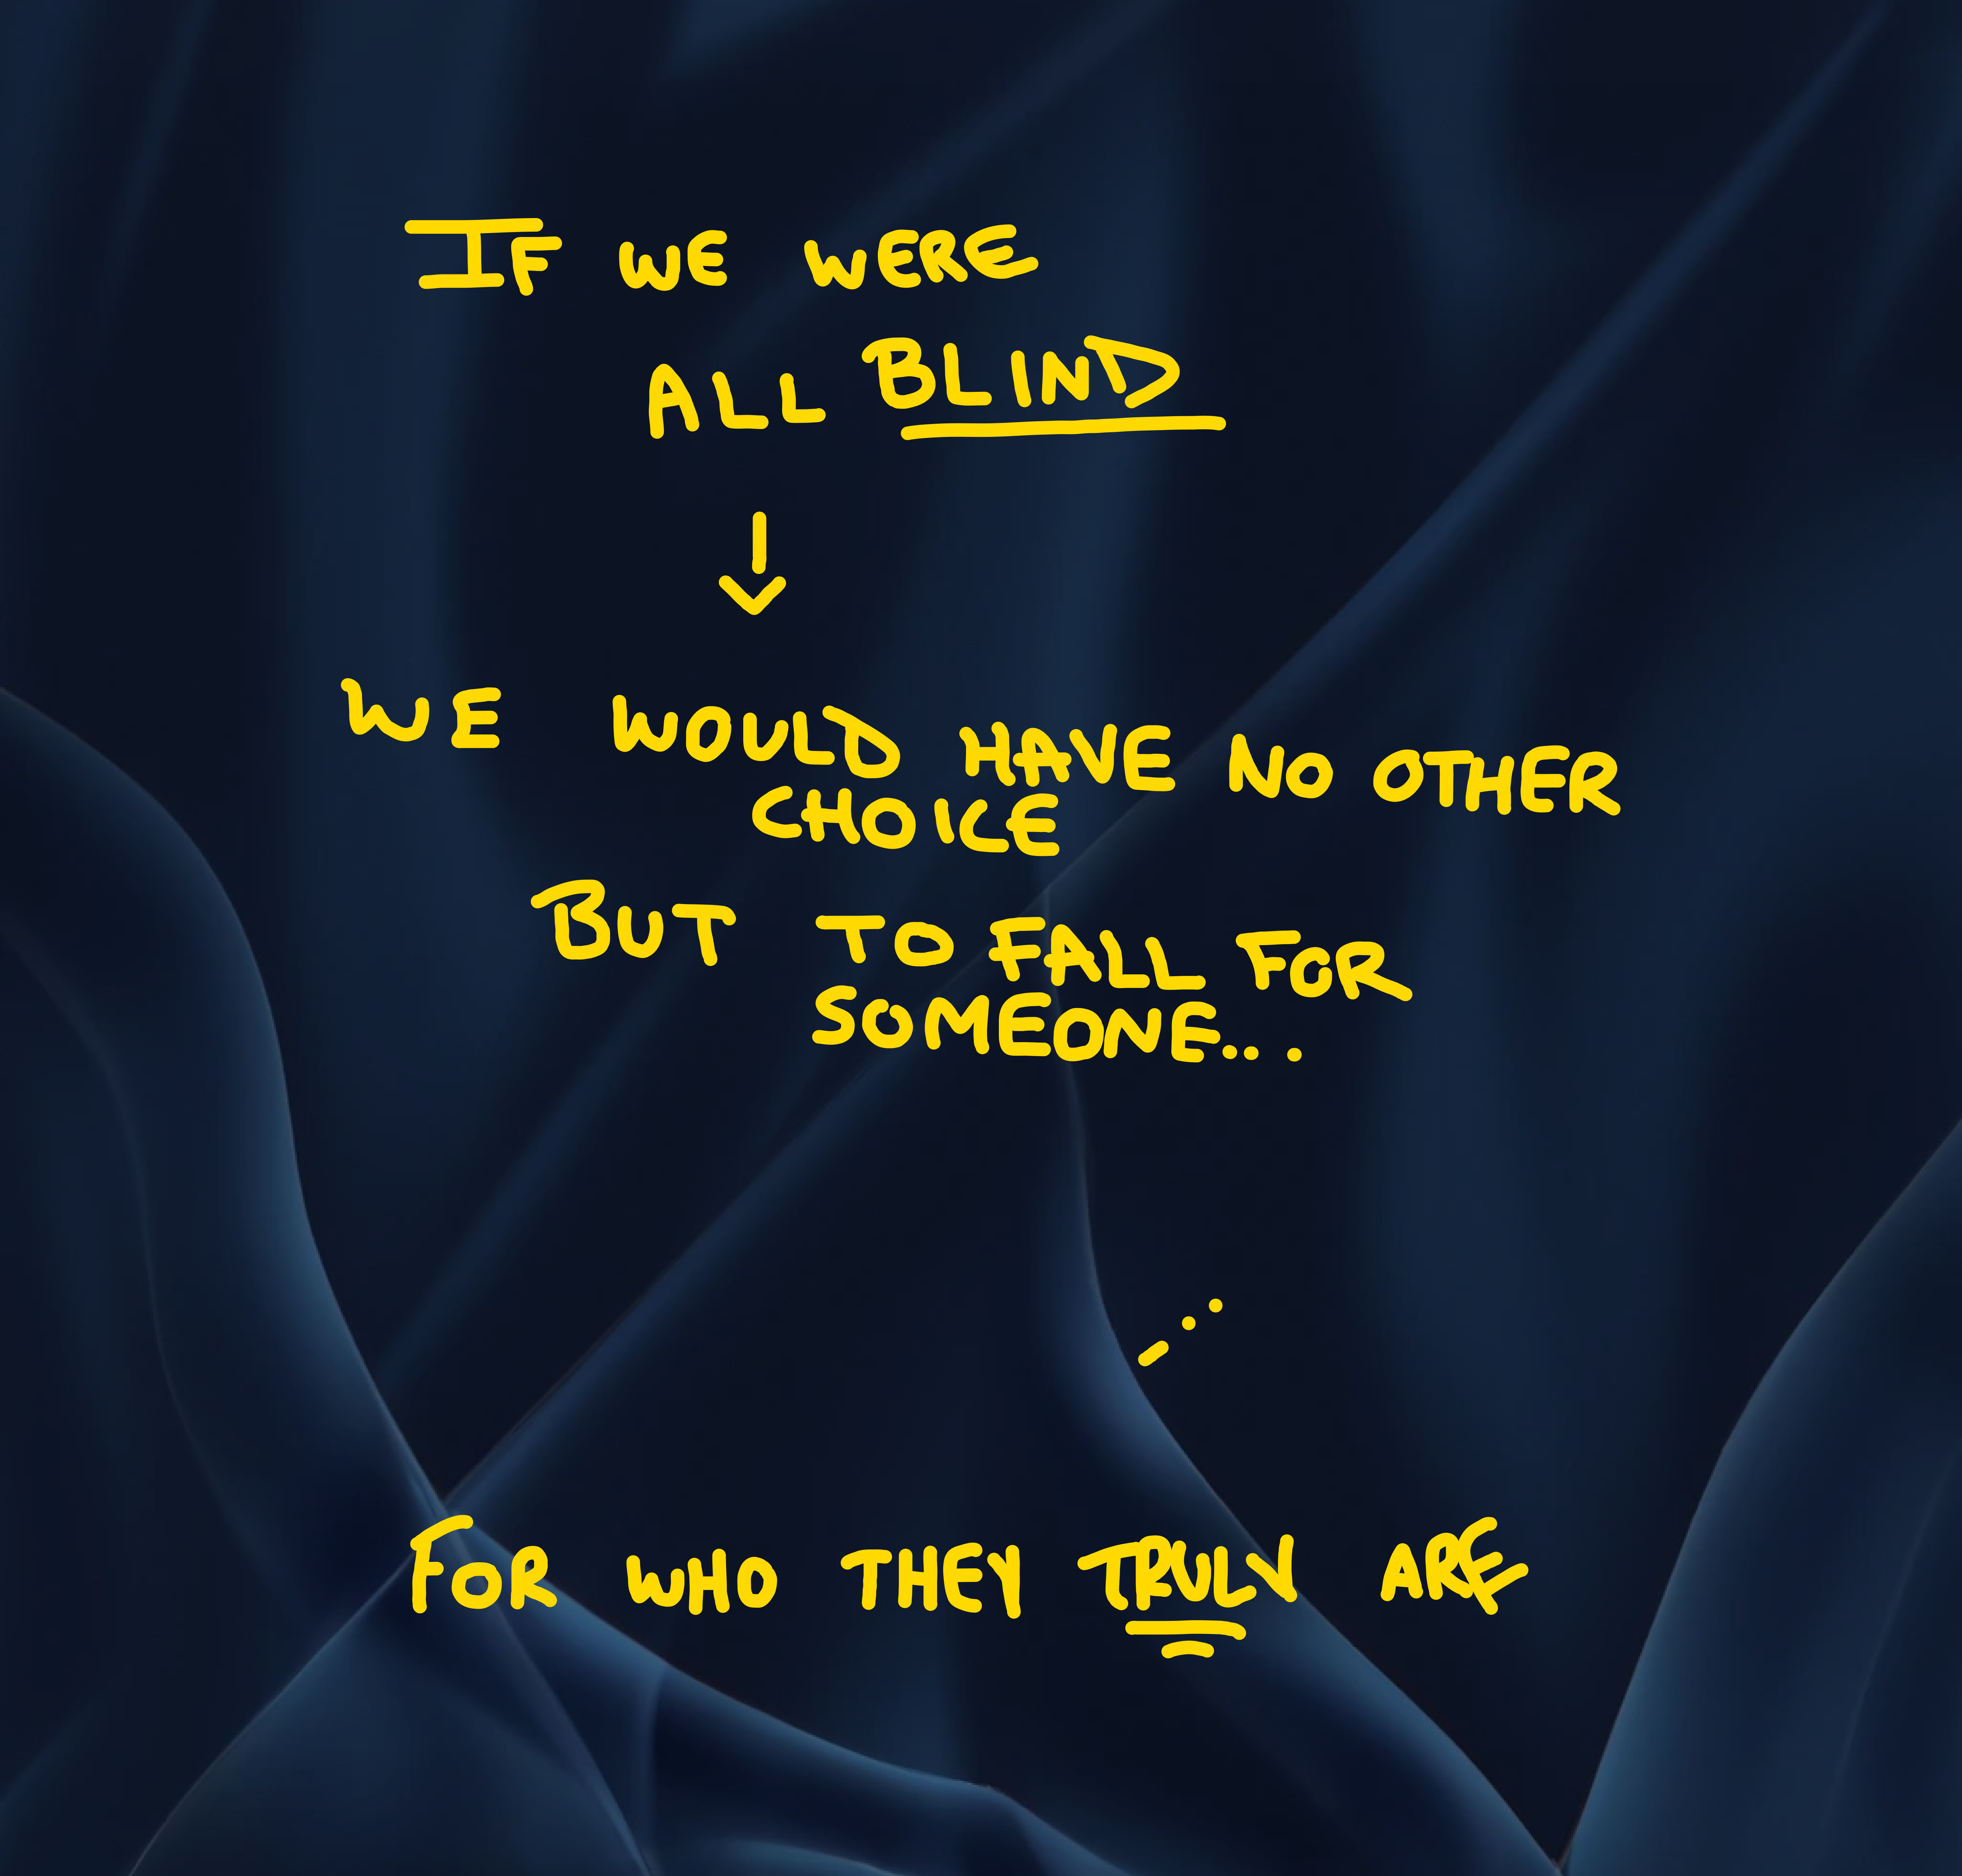 IF WE WERE
ALL BLIND
↓
WE WOULD HAVE NO OTHER
CHOICE
BUT TO FALL FOR
SOMEONE...
...
FOR WHO THEY TRULY ARE